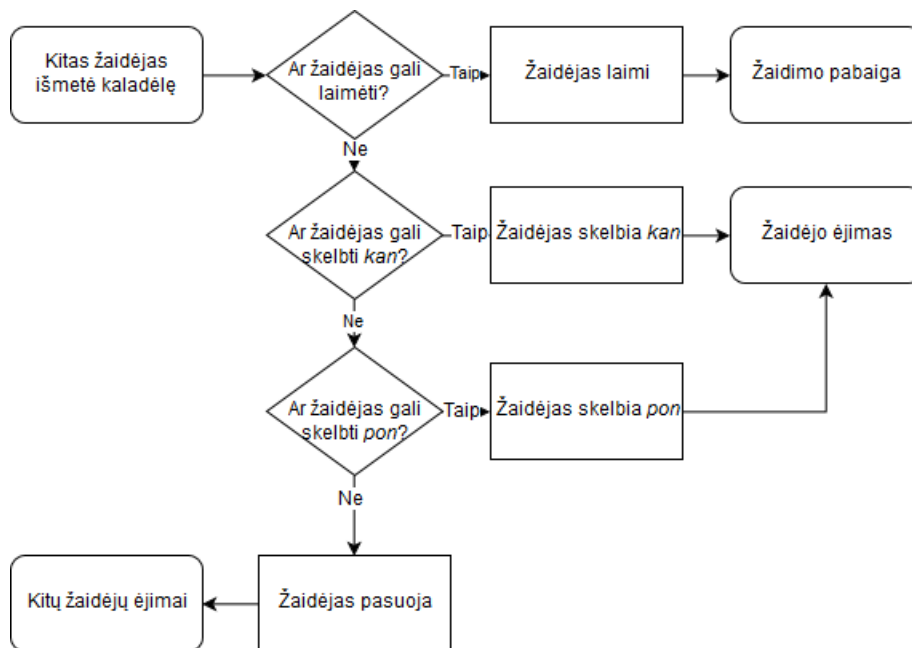 Kitas žaidėjas
išmetė kaladėlę
Ar žaidėjas gali
laimėti?
Taip
Žaidėjas laimi
Žaidimo pabaiga
Ne
Ar žaidėjas gali
skelbti kan?
Taip
Žaidėjas skelbia kan
Žaidėjo ėjimas
Ne
Ar žaidėjas gali
skelbti pon?
Taip
Žaidėjas skelbia pon
Ne
Kitų žaidėjų ėjimai
Žaidėjas pasuoja